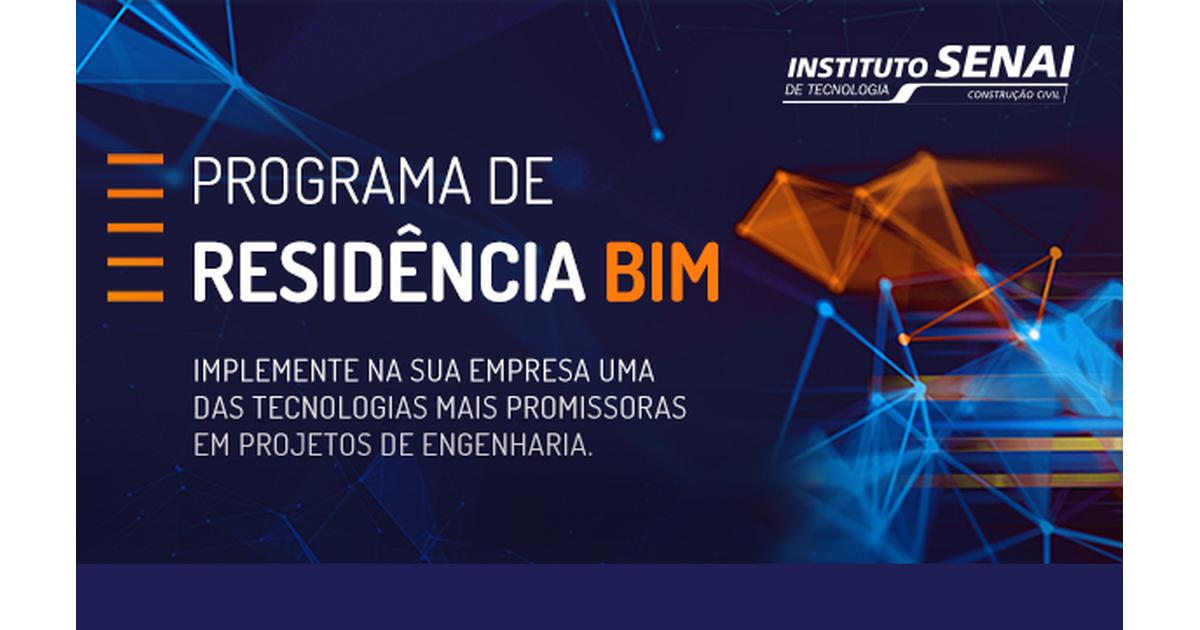 INSTITUTO SENAI
DE TECNOLOGIA CONSTRUÇÃO CIVIL
PROGRAMA DE
RESIDÊNCIA BIM
IMPLEMENTE NA SUA EMPRESA UMA
DAS TECNOLOGIAS MAIS PROMISSORAS
EM PROJETOS DE ENGENHARIA.